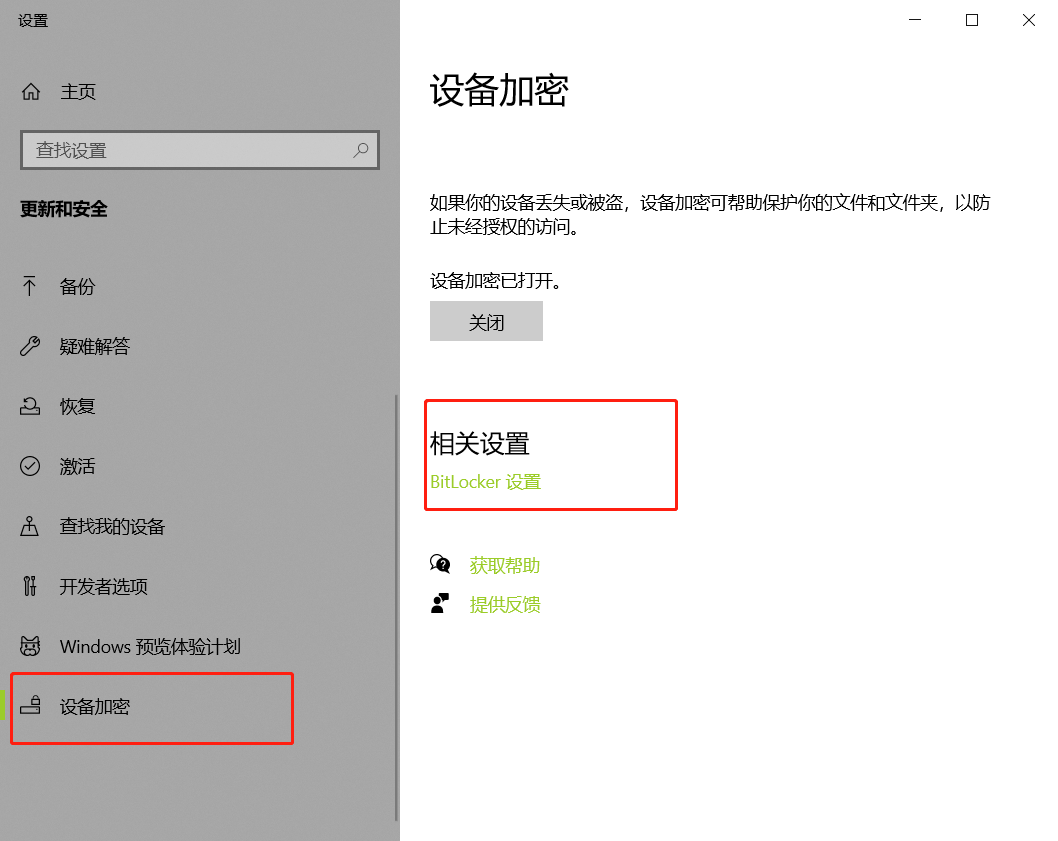 设置
主页
查找设置
更新和安全
备份
疑难解答
恢复
激活
查找我的设备
开发者选项
Windows 预览体验计划
设备加密
设备加密
如果你的设备丢失或被盗，设备加密可帮助保护你的文件和文件夹，以防
止未经授权的访问。
设备加密已打开。
关闭
相关设置
BitLocker 设置
获取帮助
提供反馈